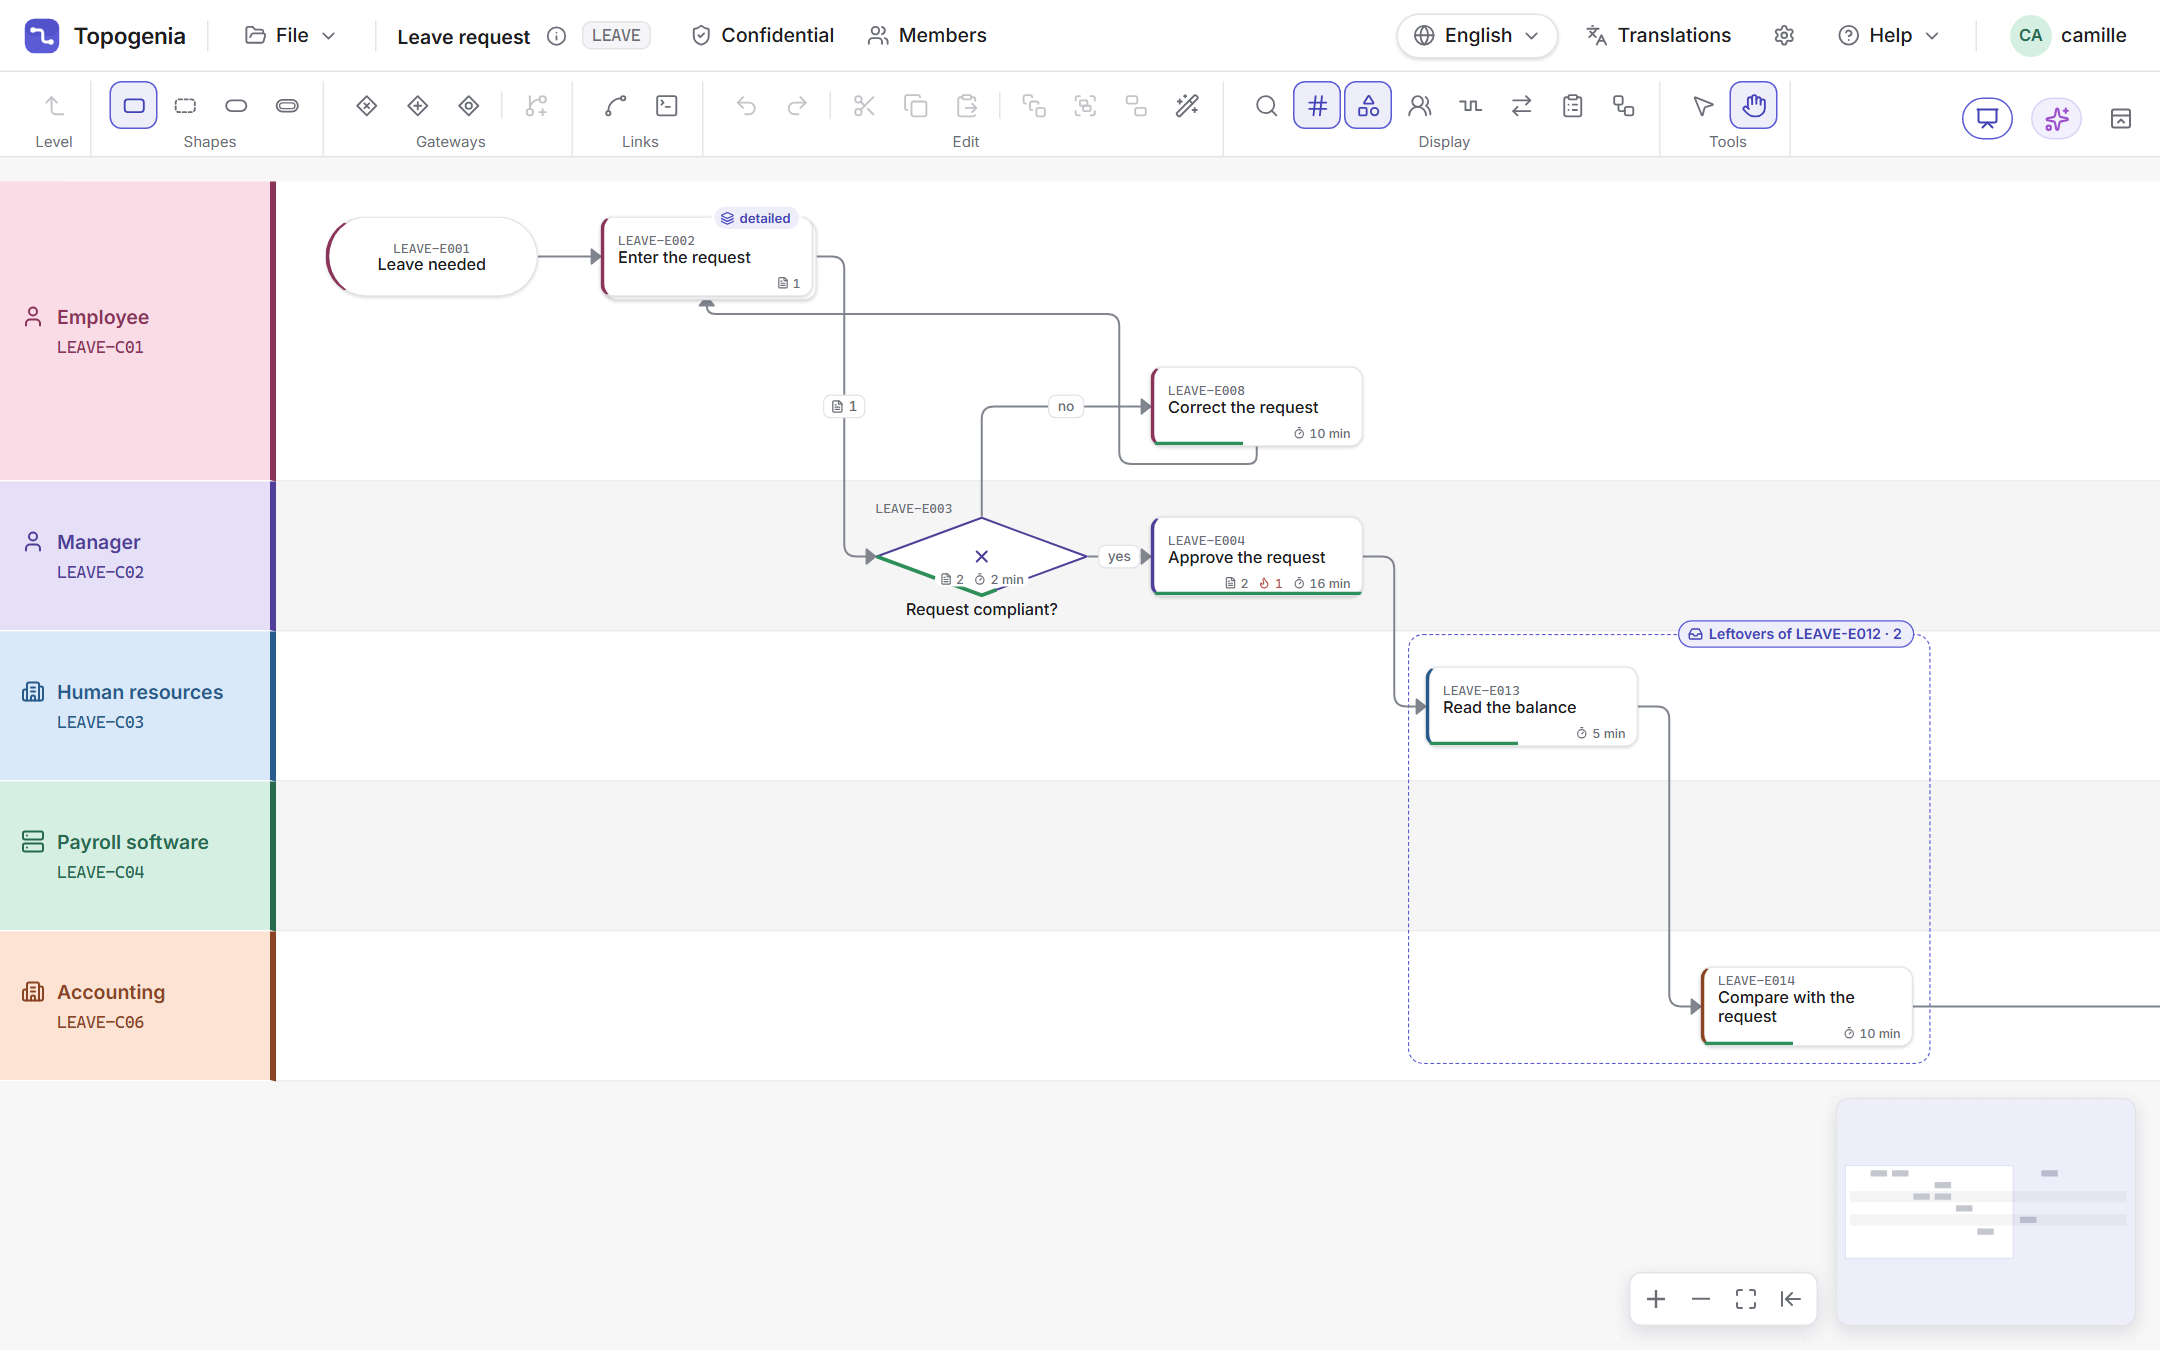 Topogenia
File
Leave request
LEAVE
Confidential
Members
English
Translations
Help
CA
camille
Level
Shapes
Gateways
Links
Edit
Display
Tools
Employee
LEAVE-C01
LEAVE-E001
Leave needed
detailed
LEAVE-E002
Enter the request
1
1
no
LEAVE-E008
Correct the request
10 min
Manager
LEAVE-C02
LEAVE-E003
2 2 min
Request compliant?
yes
LEAVE-E004
Approve the request
2 1 16 min
Human resources
LEAVE-C03
Leftovers of LEAVE-E012 · 2
LEAVE-E013
Read the balance
5 min
Payroll software
LEAVE-C04
Accounting
LEAVE-C06
LEAVE-E014
Compare with the
request
10 min